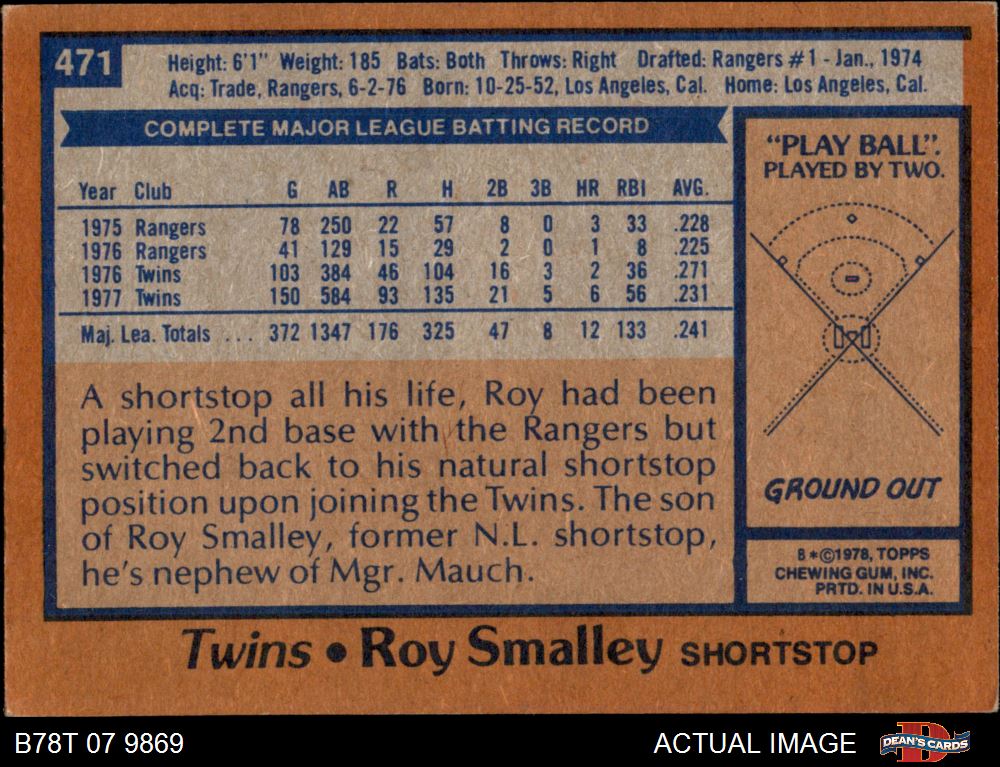 471
Height: 6'1" Weight: 185 Bats: Both Throws: Right Drafted: Rangers #1 - Jan., 1974
Acq: Trade, Rangers, 6-2-76 Born: 10-25-52, Los Angeles, Cal. Home: Los Angeles, Cal.
COMPLETE MAJOR LEAGUE BATTING RECORD
Year Club G AB R H 2B 3B HR RBI AVG.
1975 Rangers 78 250 22 57 8 0 3 33 .228
1976 Rangers 41 129 15 29 2 0 1 8 .225
1976 Twins 103 384 46 104 16 3 2 36 .271
1977 Twins 150 584 93 135 21 5 6 56 .231
Maj. Lea. Totals ... 372 1347 176 325 47 8 12 133 .241
A shortstop all his life, Roy had been
playing 2nd base with the Rangers but
switched back to his natural shortstop
position upon joining the Twins. The son
of Roy Smalley, former N.L. shortstop,
he's nephew of Mgr. Mauch.
"PLAY BALL".
PLAYED BY TWO.
GROUND OUT
B*©1978, TOPPS
CHEWING GUM, INC.
PRTD. IN U.S.A.
Twins • Roy Smalley SHORTSTOP
B78T 07 9869
ACTUAL IMAGE
DEAN'S CARDS